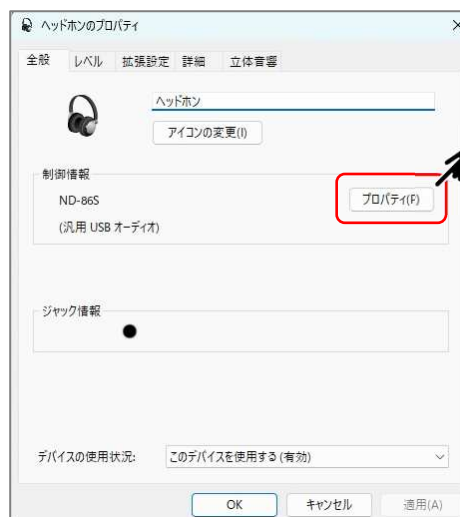 ヘッドホンのプロパティ
全般 レベル 拡張設定 詳細 立体音響
ヘッドホン
アイコンの変更(I)
制御情報
ND-86S
プロパティ(P)
(汎用 USB オーディオ)
ジャック情報
デバイスの使用状況: このデバイスを使用する (有効)
OK キャンセル 適用(A)